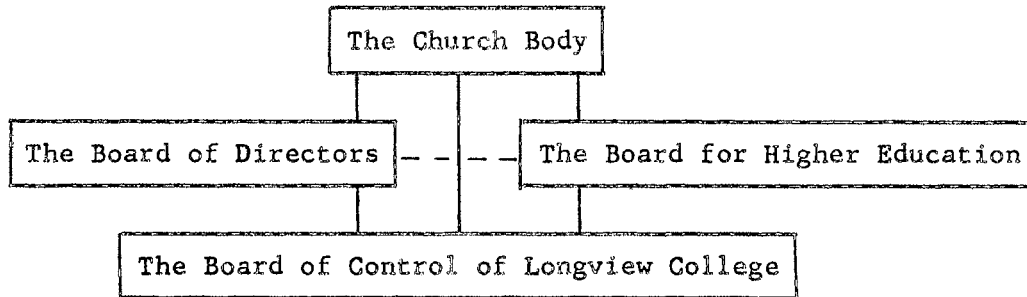 The Church Body
The Board of Directors
The Board for Higher Education
The Board of Control of Longview College